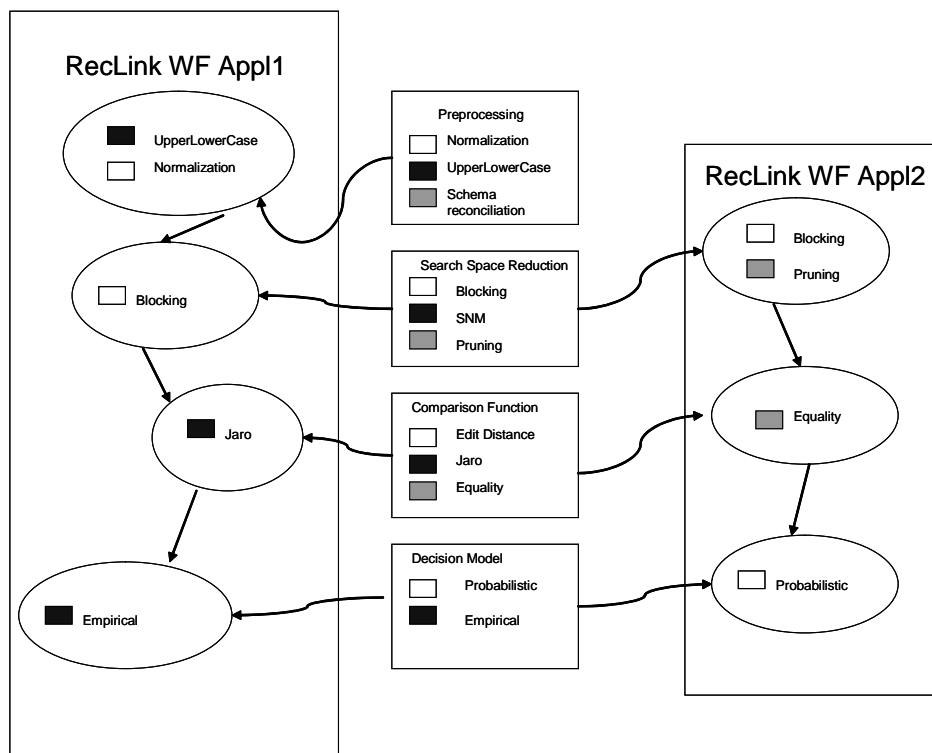 RecLink WF Appl1
UpperLowerCase
Normalization
Blocking
Jaro
Empirical
Preprocessing
Normalization
UpperLowerCase
Schema
reconciliation
Search Space Reduction
Blocking
SNM
Pruning
Comparison Function
Edit Distance
Jaro
Equality
Decision Model
Probabilistic
Empirical
RecLink WF Appl2
Blocking
Pruning
Equality
Probabilistic